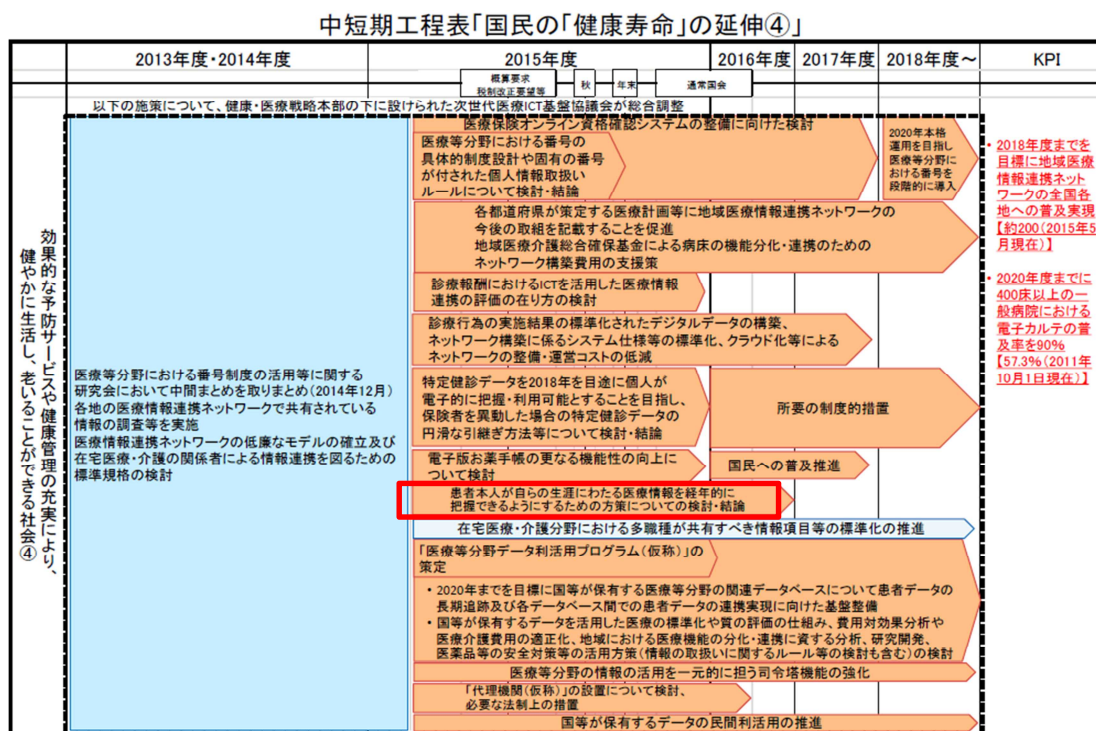 中短期工程表「国民の「健康寿命」の延伸④」
2013年度・2014年度
2015年度
2016年度
2017年度
2018年度～
KPI
概算要求
税制改正要望等
秋
年末
通常国会
以下の施策について、健康・医療戦略本部の下に設けられた次世代医療ICT基盤協議会が総合調整
効果的な予防サービスや健康管理の充実により、
健やかに生活し、老いることができる社会④
医療等分野における番号制度の活用等に関する
研究会において中間まとめを取りまとめ(2014年12月)
各地の医療情報連携ネットワークで共有されている
情報の調査等を実施
医療情報連携ネットワークの低廉なモデルの確立及び
在宅医療・介護の関係者による情報連携を図るための
標準規格の検討
医療保険オンライン資格確認システムの整備に向けた検討
医療等分野における番号の
具体的制度設計や固有の番号
が付された個人情報取扱い
ルールについて検討・結論
2020年本格
運用を目指し
医療等分野に
おける番号を
段階的に導入
各都道府県が策定する医療計画等に地域医療情報連携ネットワークの
今後の取組を記載することを促進
地域医療介護総合確保基金による病床の機能分化・連携のための
ネットワーク構築費用の支援策
診療報酬におけるICTを活用した医療情報
連携の評価の在り方の検討
診療行為の実施結果の標準化されたデジタルデータの構築、
ネットワーク構築に係るシステム仕様等の標準化、クラウド化等による
ネットワークの整備・運営コストの低減
特定健診データを2018年を目途に個人が
電子的に把握・利用可能とすることを目指し、
保険者を異動した場合の特定健診データの
円滑な引継ぎ方法等について検討・結論
所要の制度的措置
電子版お薬手帳の更なる機能性の向上に
ついて検討
国民への普及推進
患者本人が自らの生涯にわたる医療情報を経年的に
把握できるようにするための方策についての検討・結論
在宅医療・介護分野における多職種が共有すべき情報項目等の標準化の推進
「医療等分野データ利活用プログラム(仮称)」の
策定
・2020年までを目標に国等が保有する医療等分野の関連データベースについて患者データの
長期追跡及び各データベース間での患者データの連携実現に向けた基盤整備
・国等が保有するデータを活用した医療の標準化や質の評価の仕組み、費用対効果分析や
医療介護費用の適正化、地域における医療機能の分化・連携に資する分析、研究開発、
医薬品等の安全対策等の活用方策(情報の取扱いに関するルール等の検討も含む)の検討
医療等分野の情報の活用を一元的に担う司令塔機能の強化
「代理機関(仮称)」の設置について検討、
必要な法制上の措置
国等が保有するデータの民間利活用の推進
・2018年度までを
目標に地域医療
情報連携ネット
ワークの全国各
地への普及実現
【約200(2015年5
月現在)】
・2020年度までに
400床以上の一
般病院における
電子カルテの普
及率を90%
【57.3%(2011年
10月1日現在)】